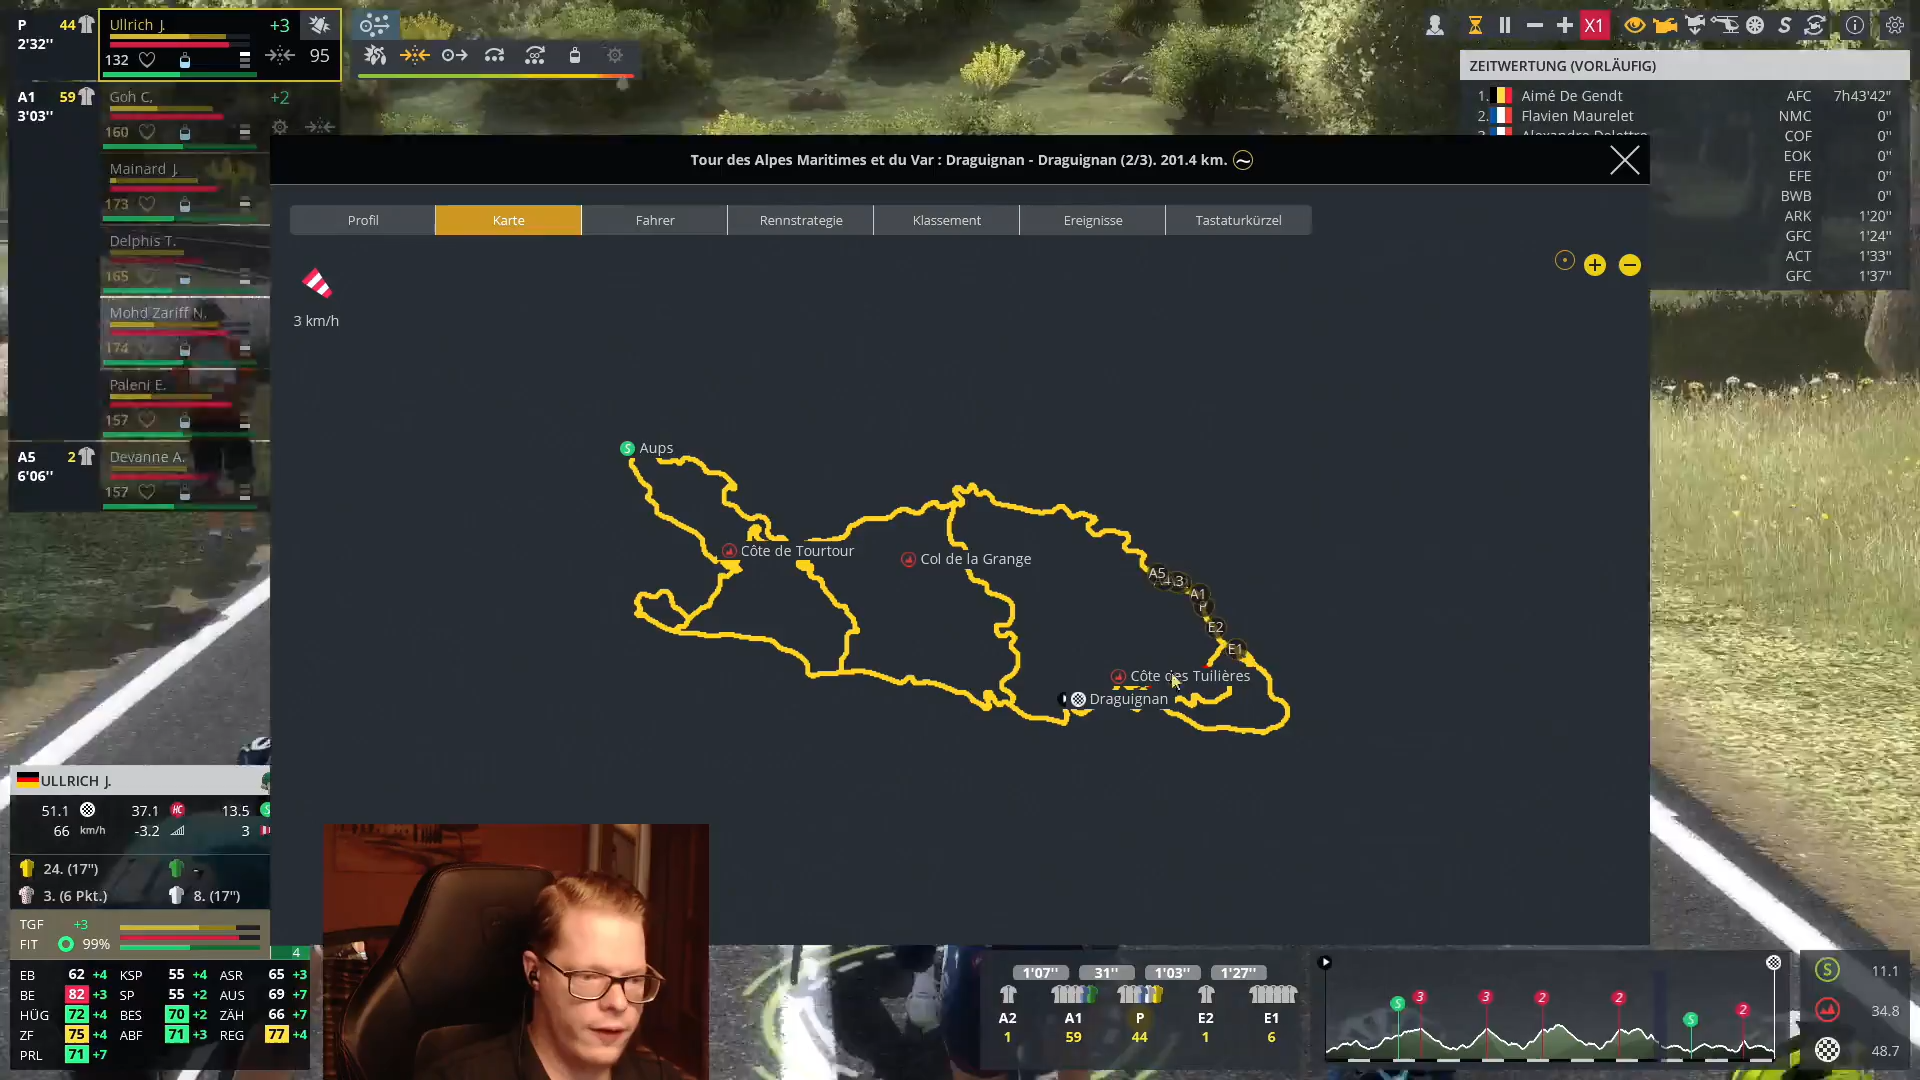 P 44
2'32''
Ullrich J. +3
132 95
X1
A1 59
3'03''
Goh C. +2
160
Mainard J.
173
Delphis T.
165
Mohd Zariff N.
174
Paleni E.
157
A5 2
6'06''
Devanne A.
157
ZEITWERTUNG (VORLÄUFIG)
1. Aimé De Gendt AFC 7h43'42''
2. Flavien Maurelet NMC 0''
COF 0''
EOK 0''
EFE 0''
BWB 0''
ARK 1'20''
GFC 1'24''
ACT 1'33''
GFC 1'37''
Tour des Alpes Maritimes et du Var : Draguignan - Draguignan (2/3). 201.4 km.
Profil Karte Fahrer Rennstrategie Klassement Ereignisse Tastaturkürzel
3 km/h
S Aups
Côte de Tourtour
Col de la Grange
A5
A1
P
E2
E1
Côte des Tuilières
Draguignan
ULLRICH J.
51.1 37.1 HC 13.5 S
66 km/h -3.2 3
24. (17'') -
3. (6 Pkt.) 8. (17'')
TGF +3
FIT 99%
4
EB 62 +4 KSP 55 +4 ASR 65 +3
BE 82 +3 SP 55 +2 AUS 69 +7
HÜG 72 +4 BES 70 +2 ZÄH 66 +7
ZF 75 +4 ABF 71 +3 REG 77 +4
PRL 71 +7
1'07'' 31'' 1'03'' 1'27''
A2 A1 P E2 E1
1 59 44 1 6
S 3 3 2 2 S 2
S 11.1
34.8
48.7